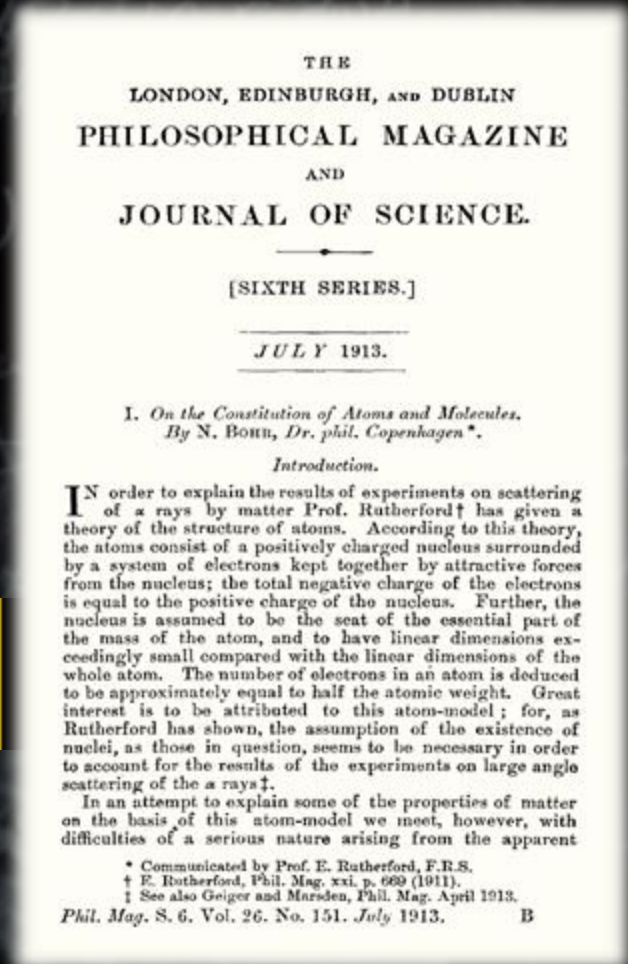 THE
LONDON, EDINBURGH, AND DUBLIN
PHILOSOPHICAL MAGAZINE
AND
JOURNAL OF SCIENCE.
[SIXTH SERIES.]
JULY 1913.
I. On the Constitution of Atoms and Molecules.
By N. BOHR, Dr. phil. Copenhagen*.
Introduction.
IN order to explain the results of experiments on scattering
of α rays by matter Prof. Rutherford† has given a
theory of the structure of atoms. According to this theory,
the atoms consist of a positively charged nucleus surrounded
by a system of electrons kept together by attractive forces
from the nucleus; the total negative charge of the electrons
is equal to the positive charge of the nucleus. Further, the
nucleus is assumed to be the seat of the essential part of
the mass of the atom, and to have linear dimensions ex-
ceedingly small compared with the linear dimensions of the
whole atom. The number of electrons in an atom is deduced
to be approximately equal to half the atomic weight. Great
interest is to be attributed to this atom-model; for, as
Rutherford has shown, the assumption of the existence of
nuclei, as those in question, seems to be necessary in order
to account for the results of the experiments on large angle
scattering of the α rays‡.
In an attempt to explain some of the properties of matter
on the basis of this atom-model we meet, however, with
difficulties of a serious nature arising from the apparent
* Communicated by Prof. E. Rutherford, F.R.S.
† E. Rutherford, Phil. Mag. xxi. p. 669 (1911).
‡ See also Geiger and Marsden, Phil. Mag. April 1913.
Phil. Mag. S. 6. Vol. 26. No. 151. July 1913. B